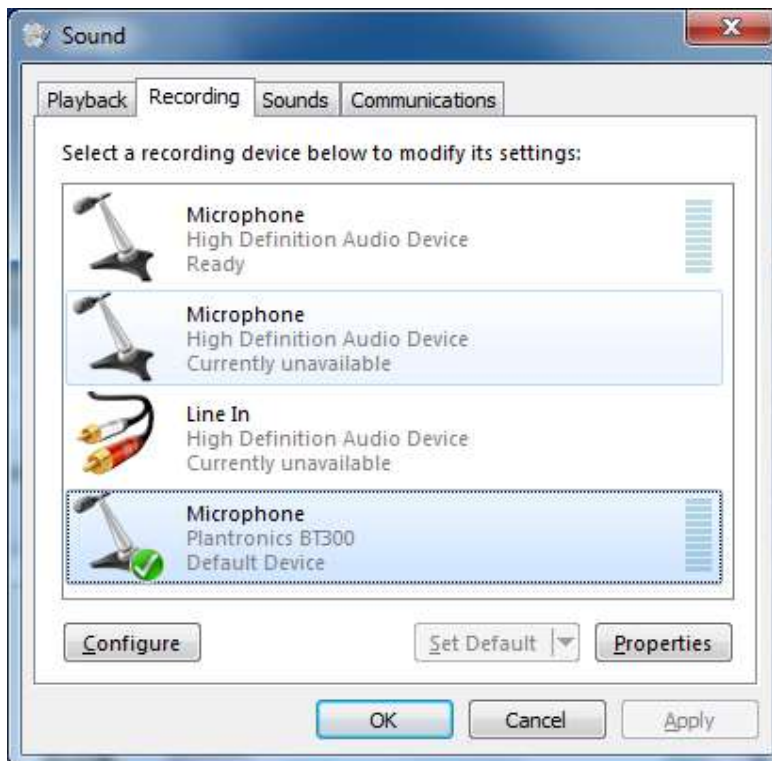 Sound
Playback Recording Sounds Communications
Select a recording device below to modify its settings:
Microphone
High Definition Audio Device
Ready
Microphone
High Definition Audio Device
Currently unavailable
Line In
High Definition Audio Device
Currently unavailable
Microphone
Plantronics BT300
Default Device
Configure Set Default Properties
OK Cancel Apply